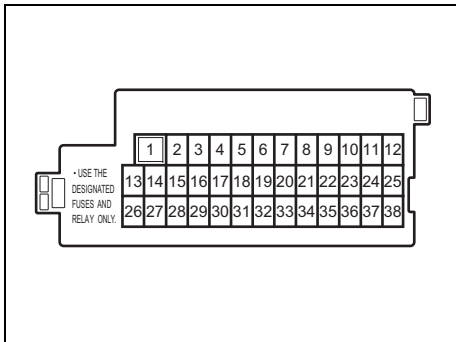 1 2 3 4 5 6 7 8 9 10 11 12
13 14 15 16 17 18 19 20 21 22 23 24 25
26 27 28 29 30 31 32 33 34 35 36 37 38
• USE THE
DESIGNATED
FUSES AND
RELAY ONLY.